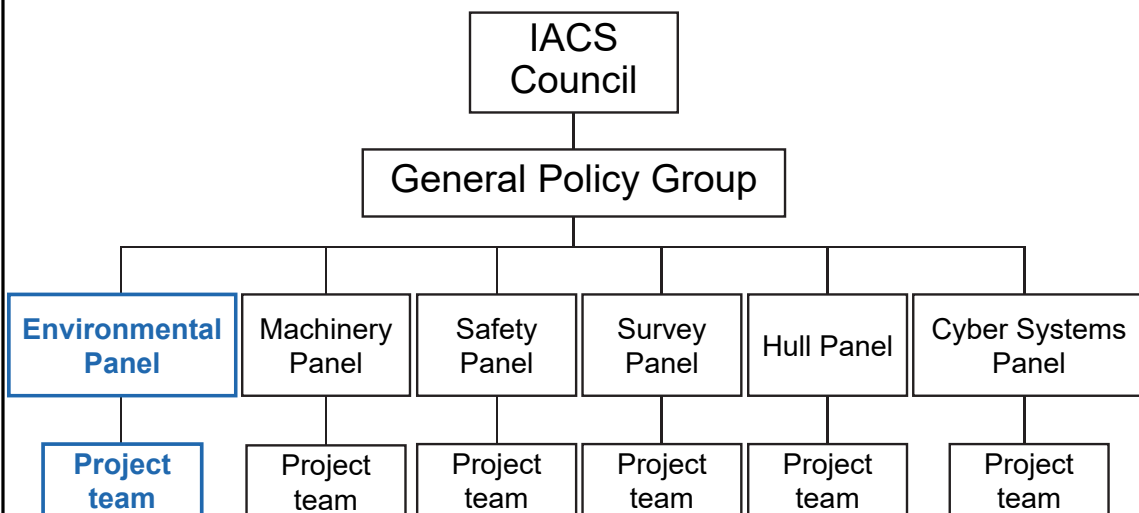 IACS
Council
General Policy Group
Environmental
Panel
Machinery
Panel
Safety
Panel
Survey
Panel
Hull Panel
Cyber Systems
Panel
Project
team
Project
team
Project
team
Project
team
Project
team
Project
team